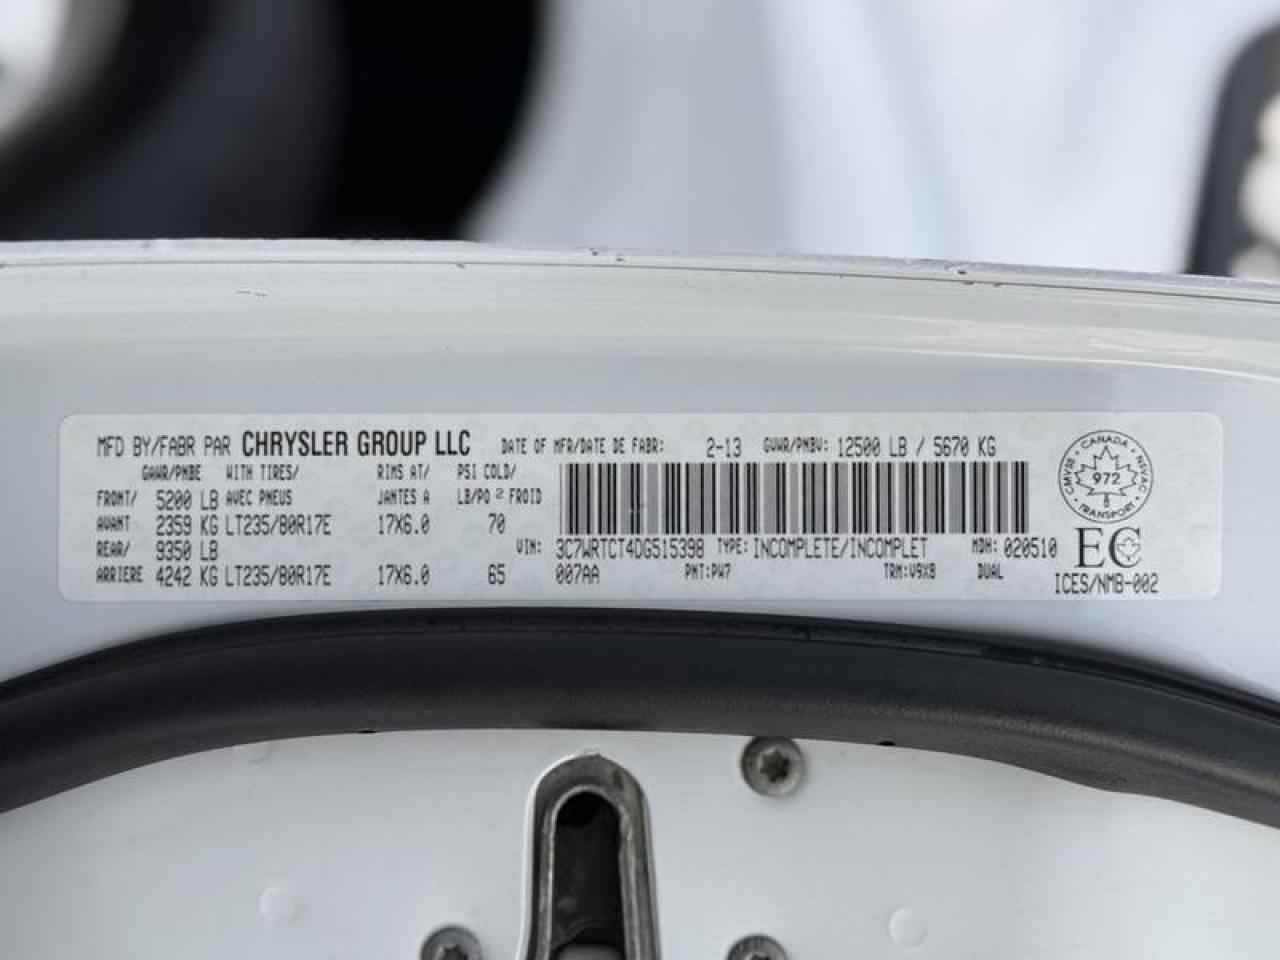 MFD BY/FABR PAR CHRYSLER GROUP LLC DATE OF MFR/DATE DE FABR: 2-13 GVWR/PNBV: 12500 LB / 5670 KG
GAWR/PNBE WITH TIRES/ RIMS AT/ PSI COLD/
FRONT/ 5200 LB AVEC PNEUS JANTES A LB/PO² FROID
AVANT 2359 KG LT235/80R17E 17X6.0 70
REAR/ 9350 LB VIN: 3C7WRTCT4DG515398 TYPE: INCOMPLETE/INCOMPLET MDH: 020510
ARRIERE 4242 KG LT235/80R17E 17X6.0 65 007AA PNT:PW7 TRM:V9X8 DUAL
CANADA
CMVSS NSVAC
972
TRANSPORT
EC
ICES/NMB-002